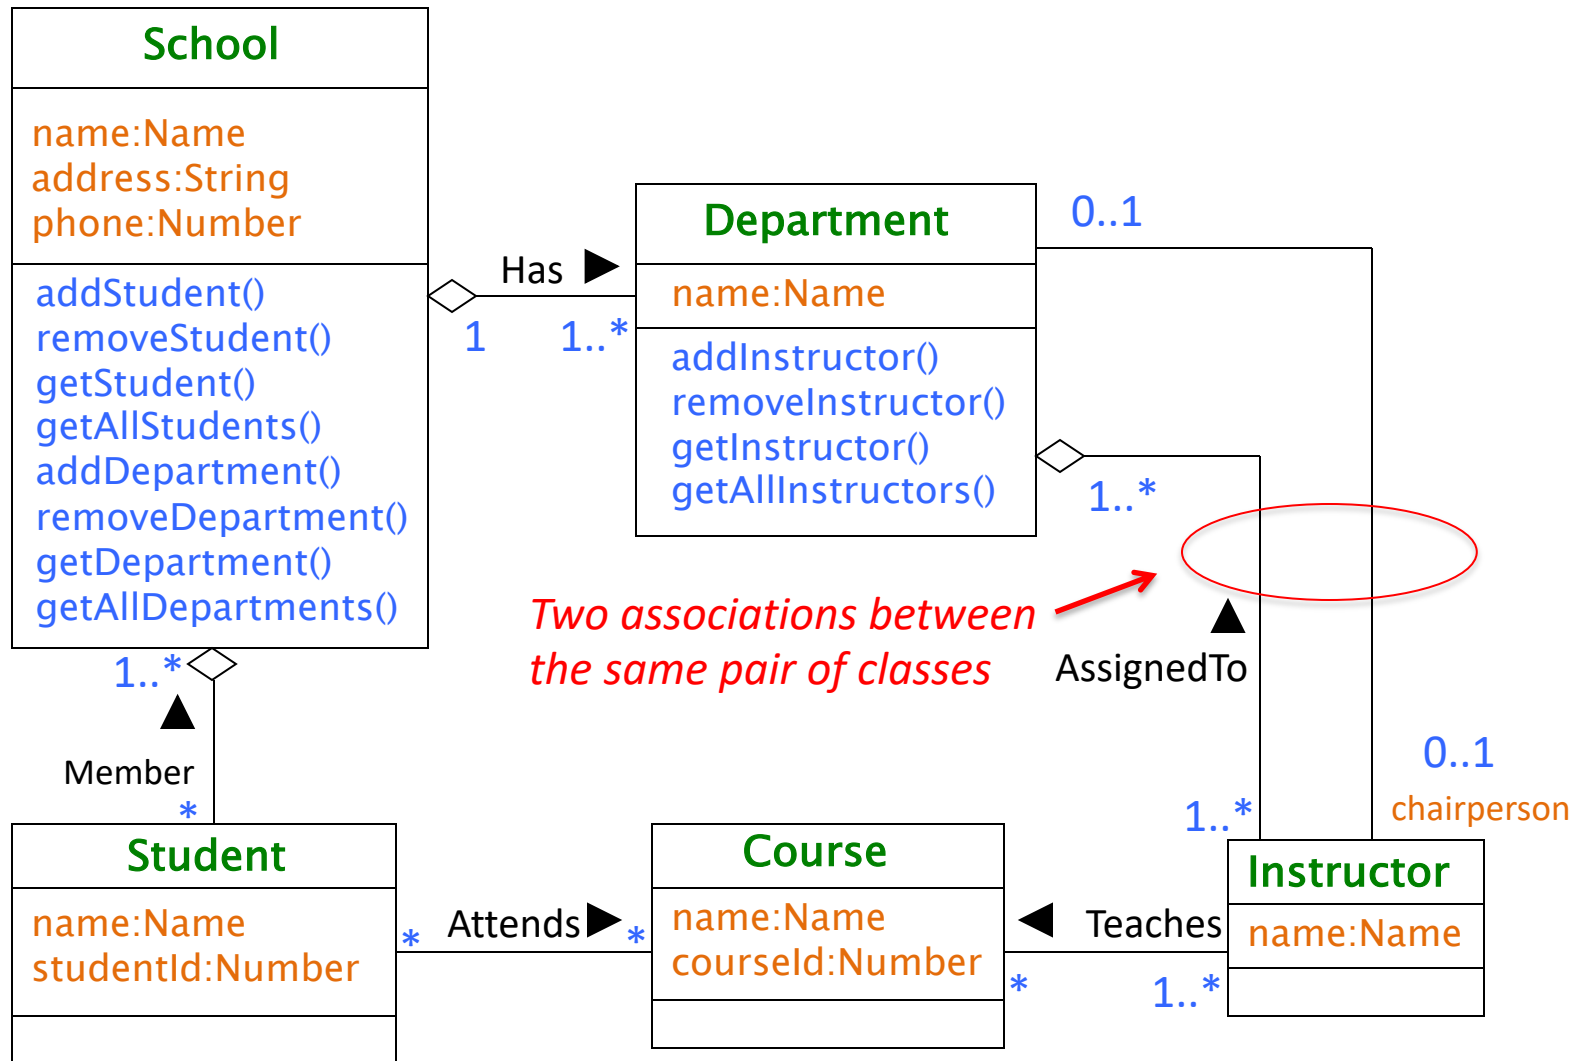 School
name:Name
address:String
phone:Number
addStudent()
removeStudent()
getStudent()
getAllStudents()
addDepartment()
removeDepartment()
getDepartment()
getAllDepartments()
Has ▶
1
1..*
Department
name:Name
addInstructor()
removeInstructor()
getInstructor()
getAllInstructors()
0..1
1..*
Two associations between
the same pair of classes
▲
AssignedTo
1..*
▲
Member
*
0..1
chairperson
1..*
Student
name:Name
studentId:Number
*
Attends ▶
*
Course
name:Name
courseId:Number
◀ Teaches
*
1..*
Instructor
name:Name